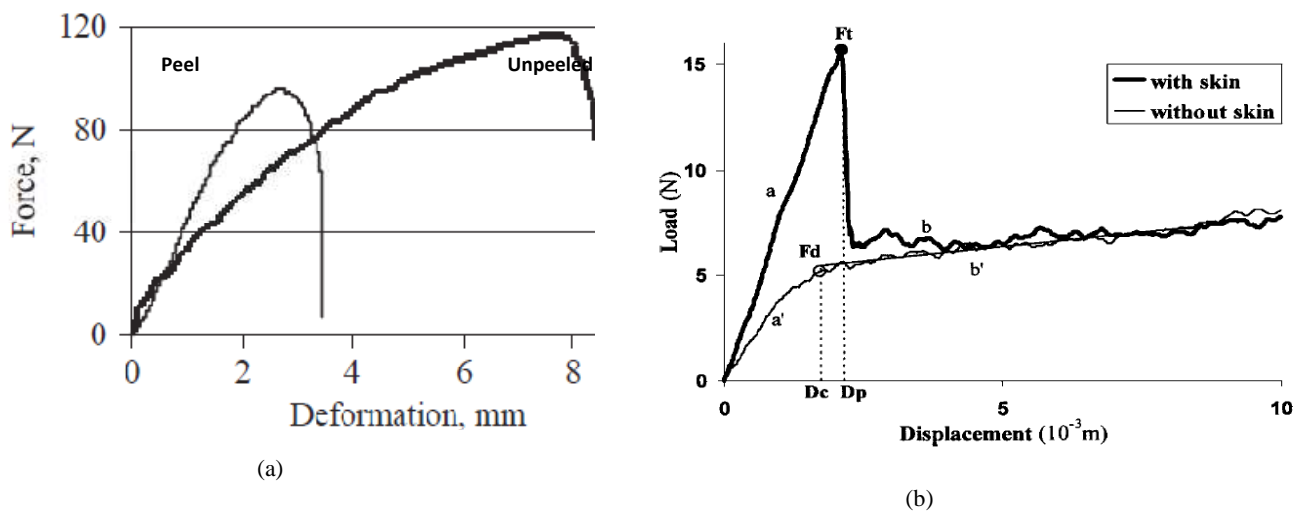 120
80
40
0
Force, N
Peel
Unpeeled
0 2 4 6 8
Deformation, mm
(a)
15
10
5
0
Load (N)
Ft
with skin
without skin
a
b
Fd
b'
a'
Dc Dp
0 5 10
Displacement (10⁻³m)
(b)